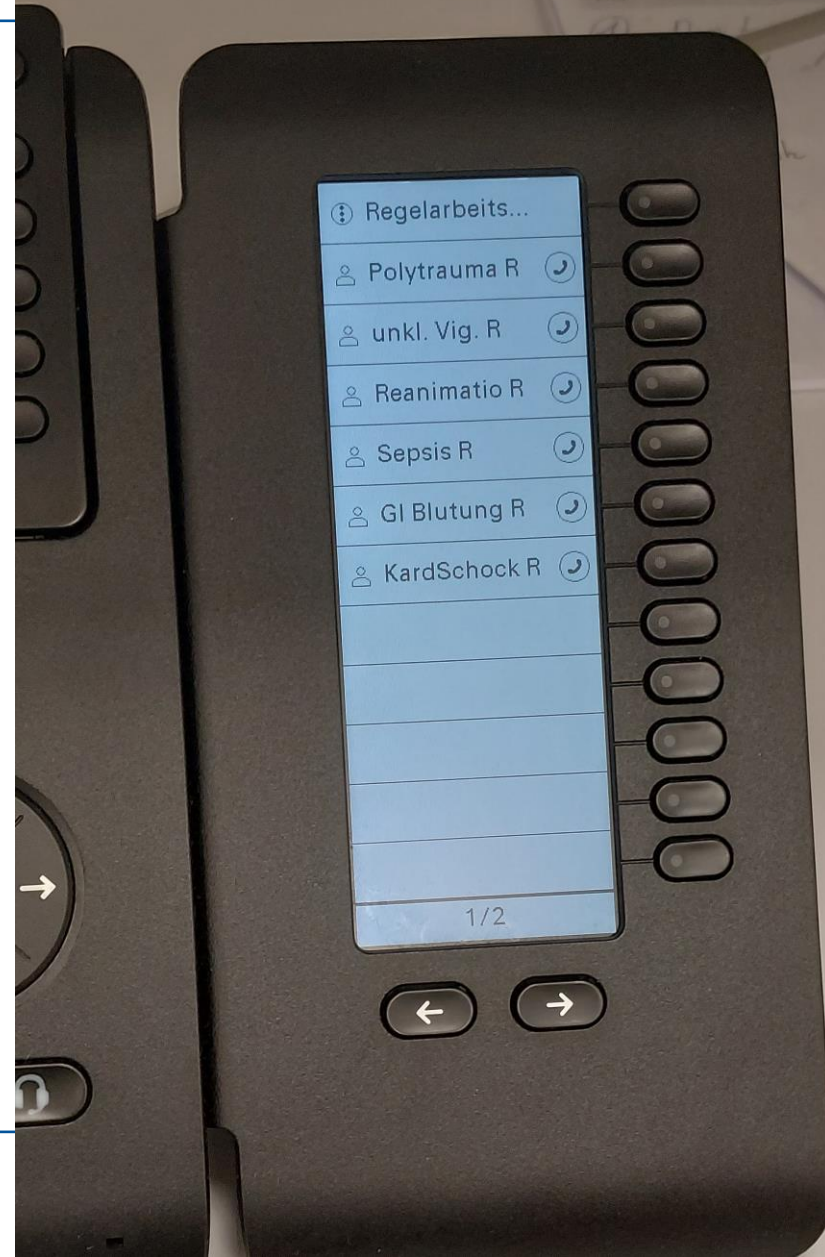 Regelarbeits...
Polytrauma R
unkl. Vig. R
Reanimatio R
Sepsis R
GI Blutung R
KardSchock R
1/2